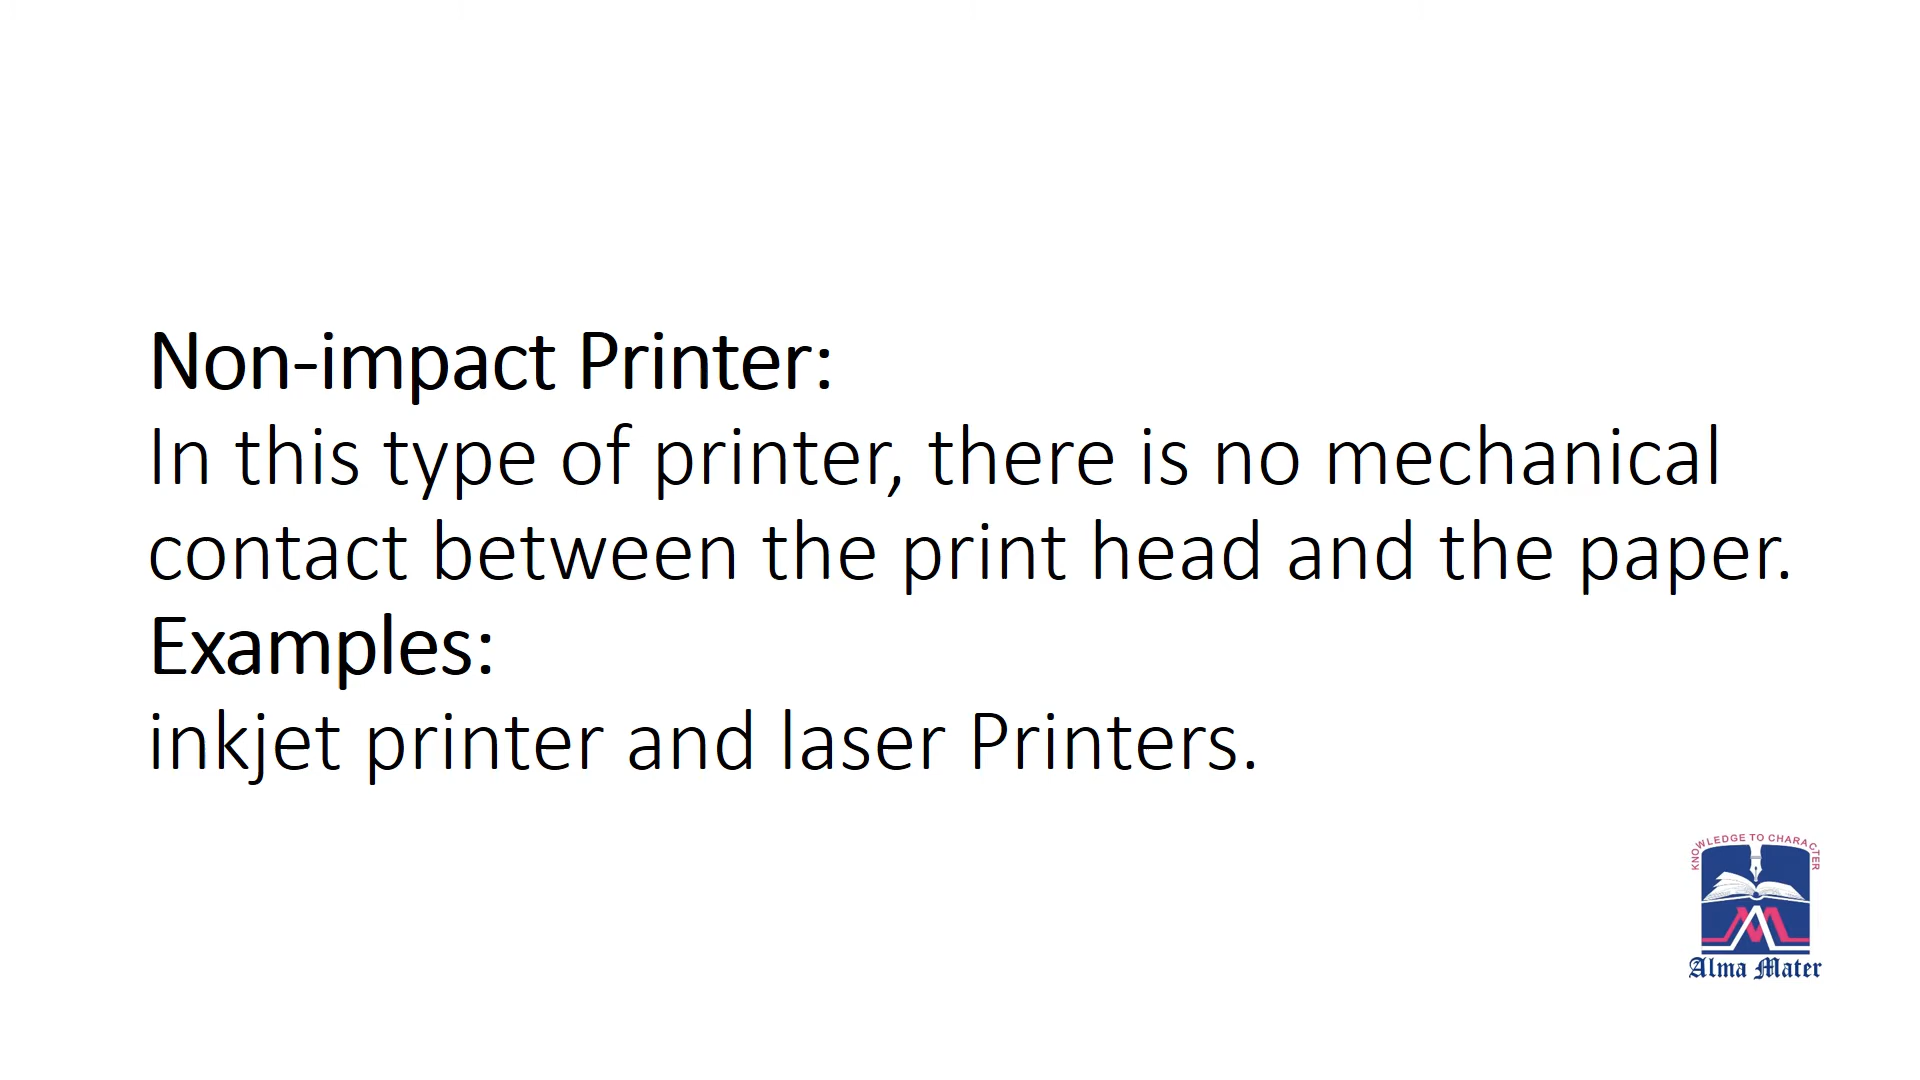 Non-impact Printer:
In this type of printer, there is no mechanical
contact between the print head and the paper.
Examples:
inkjet printer and laser Printers.
KNOWLEDGE TO CHARACTER
Alma Mater